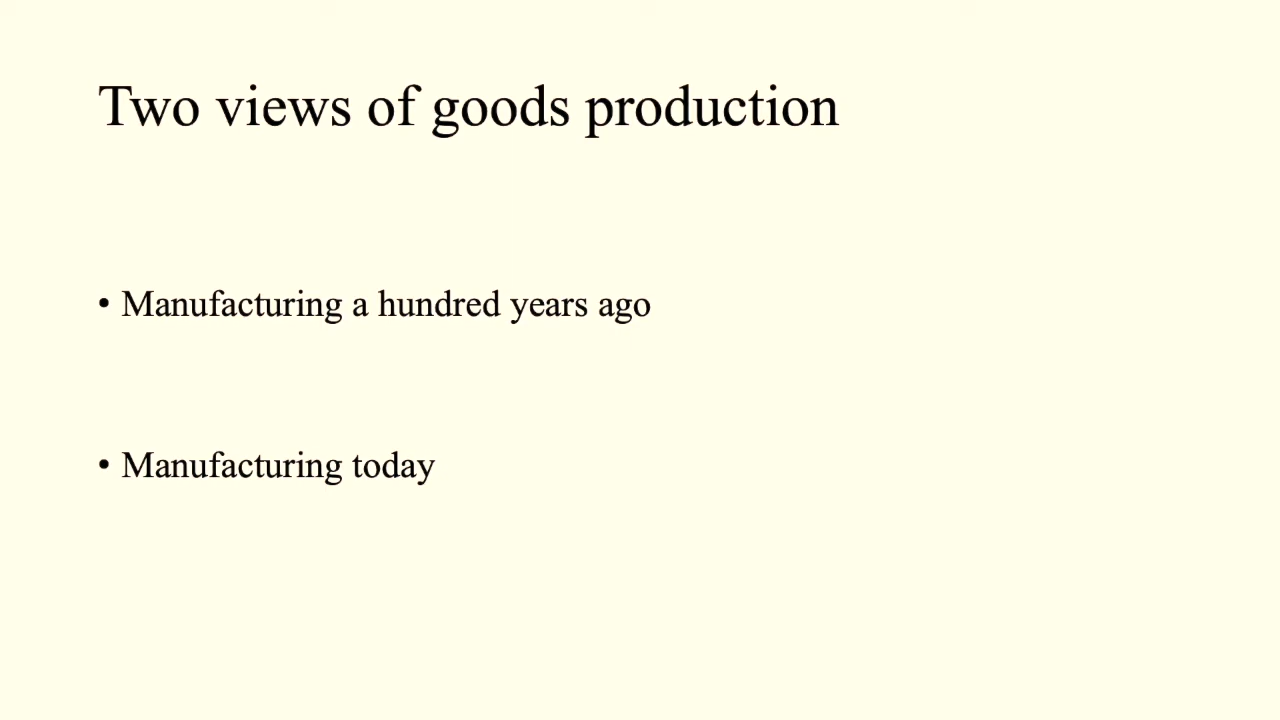 Two views of goods production
• Manufacturing a hundred years ago
• Manufacturing today